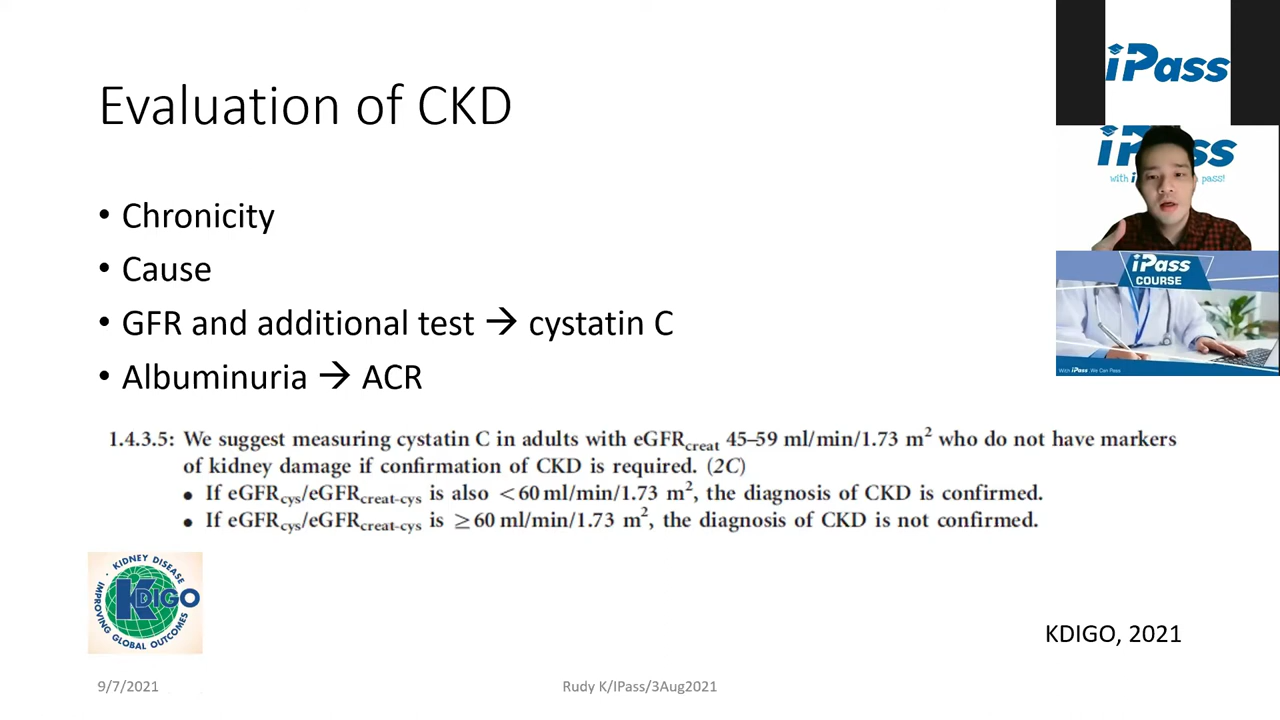 iPass
Evaluation of CKD
with i pass!
• Chronicity
iPass
COURSE
• Cause
• GFR and additional test → cystatin C
With iPass ,We Can Pass
• Albuminuria → ACR
1.4.3.5: We suggest measuring cystatin C in adults with eGFRcreat 45–59 ml/min/1.73 m² who do not have markers
of kidney damage if confirmation of CKD is required. (2C)
• If eGFRcys/eGFRcreat-cys is also <60 ml/min/1.73 m², the diagnosis of CKD is confirmed.
• If eGFRcys/eGFRcreat-cys is ≥60 ml/min/1.73 m², the diagnosis of CKD is not confirmed.
KIDNEY DISEASE
KDIGO
IMPROVING GLOBAL OUTCOMES
KDIGO, 2021
9/7/2021
Rudy K/IPass/3Aug2021